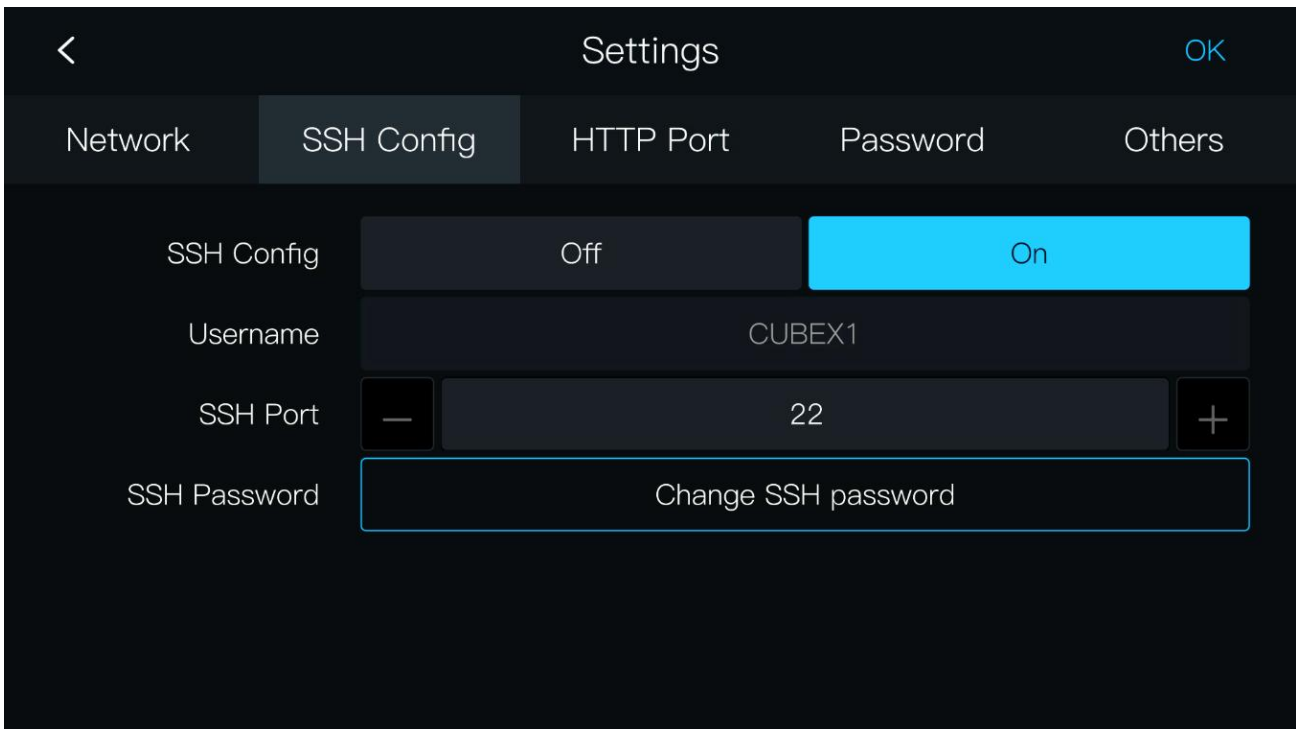 Settings
OK
Network SSH Config HTTP Port Password Others
SSH Config Off On
Username CUBEX1
SSH Port — 22 +
SSH Password Change SSH password